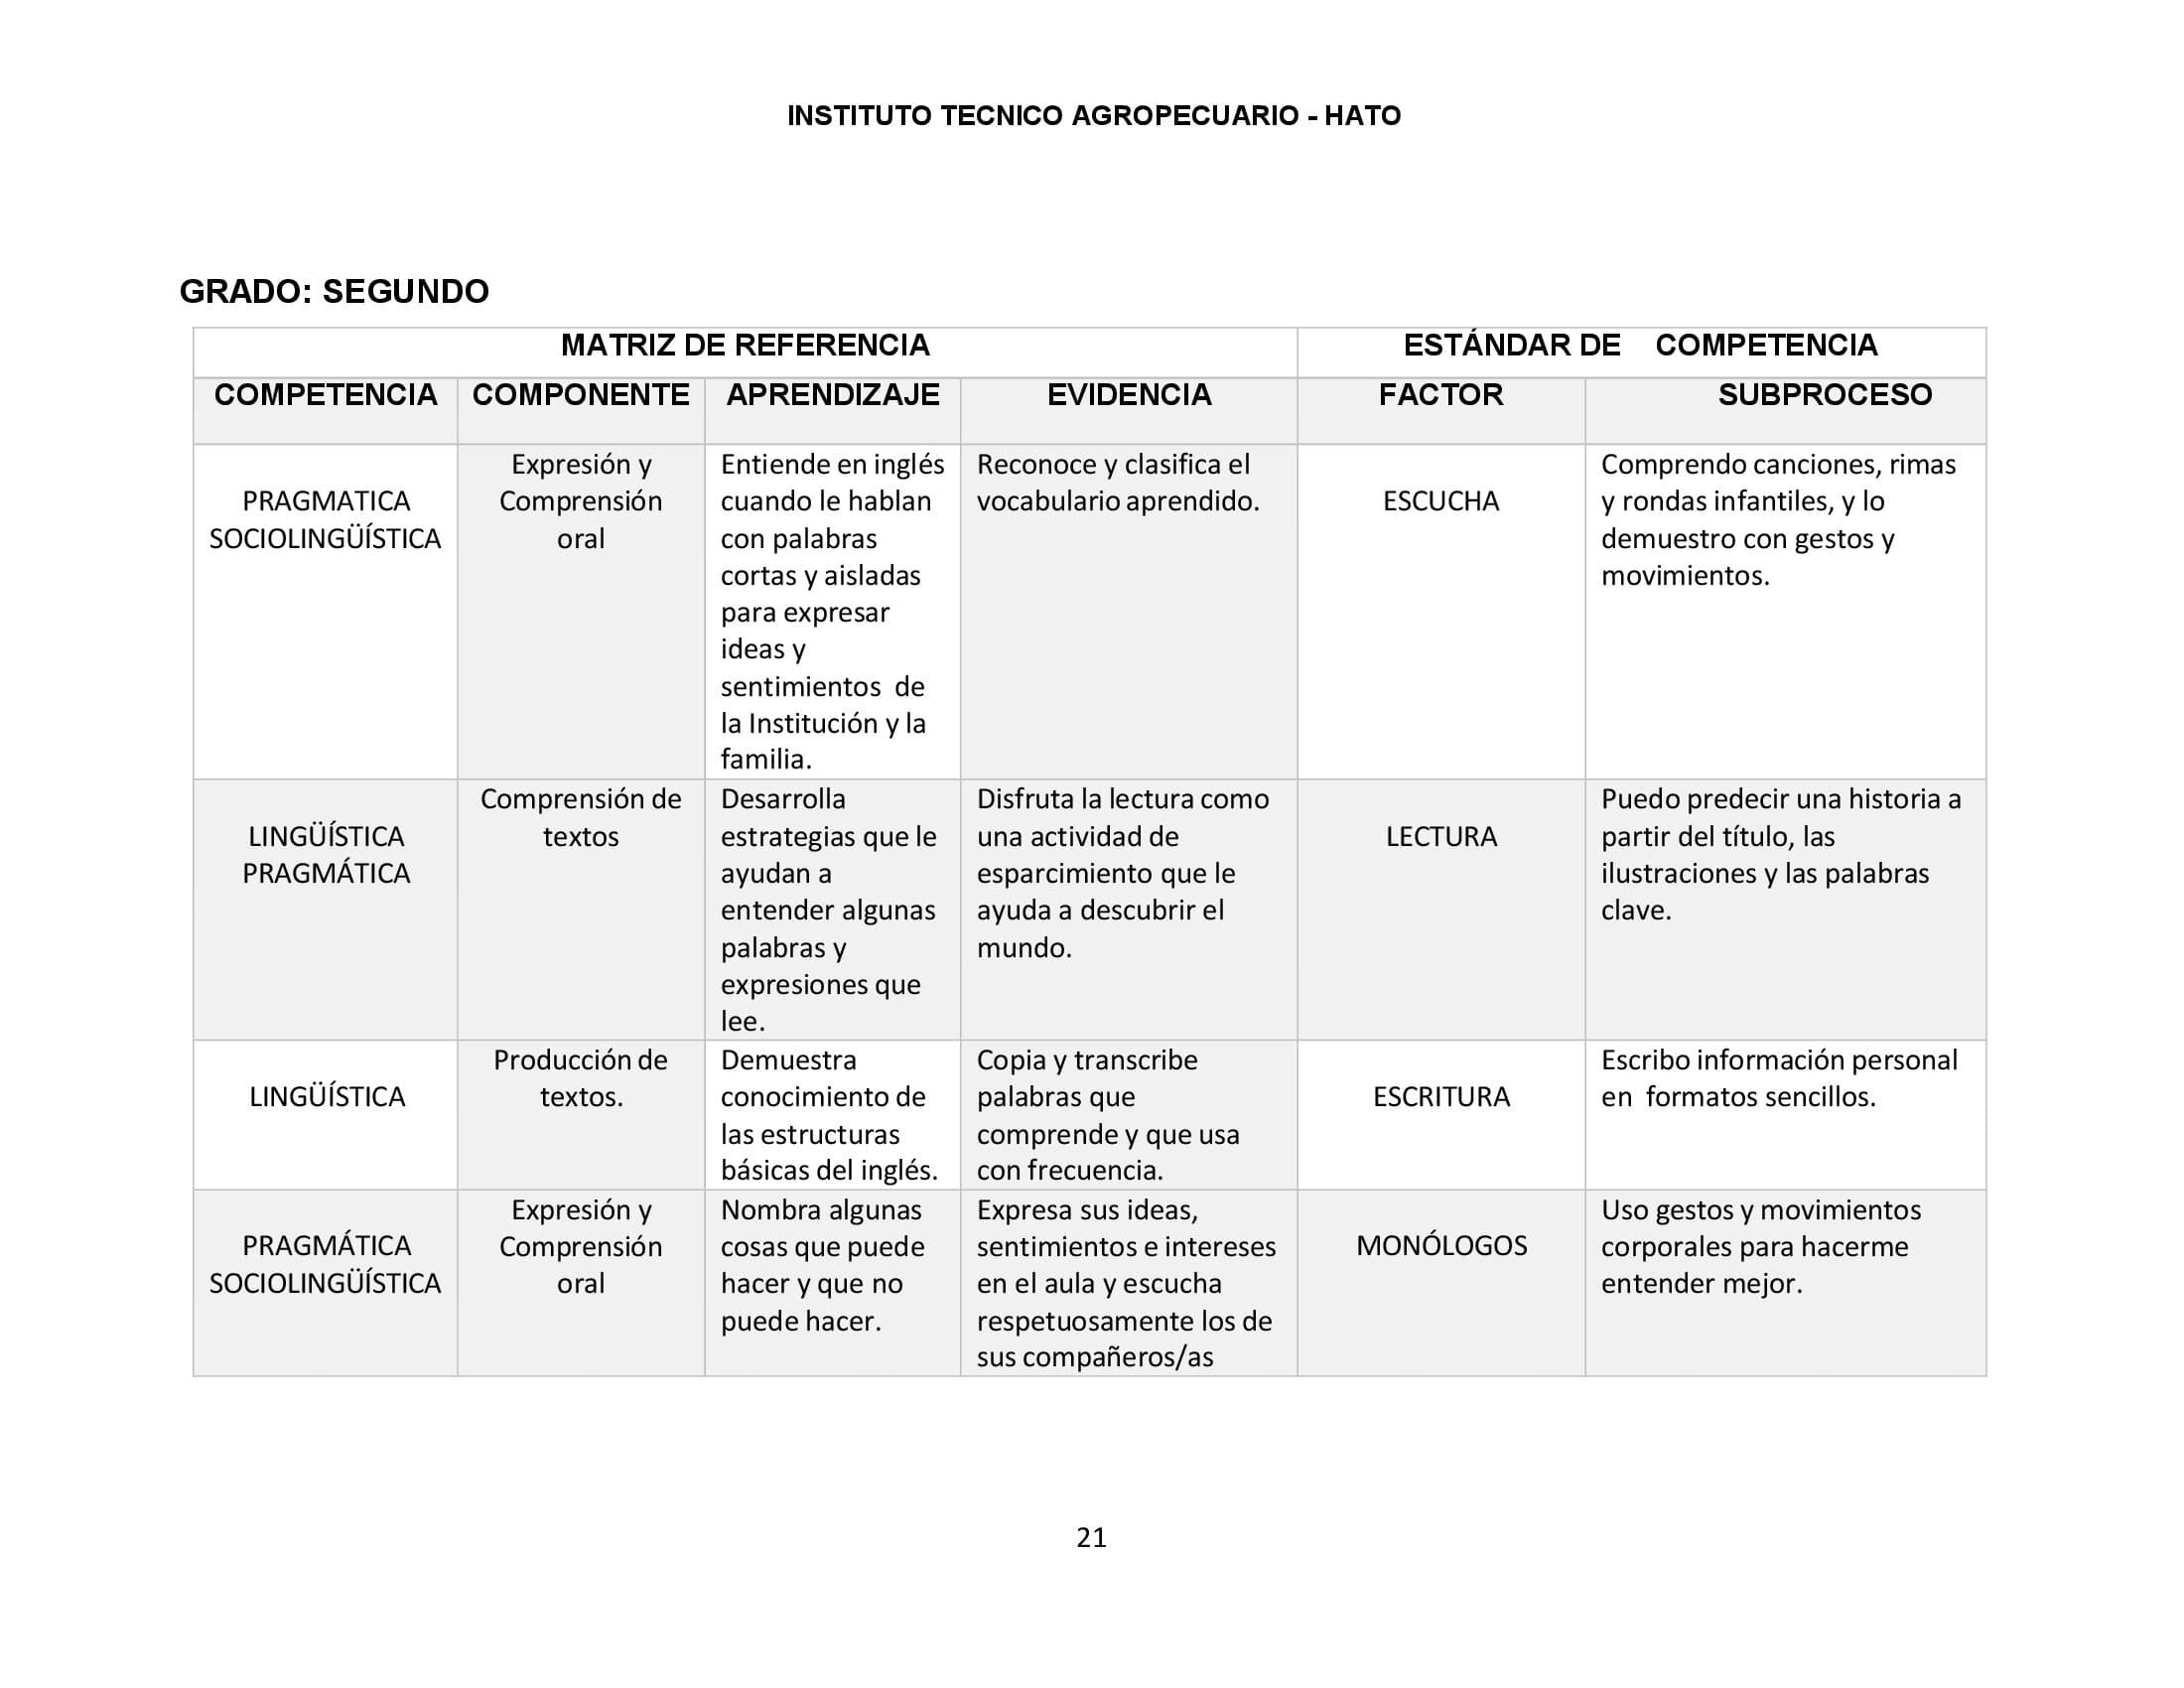 INSTITUTO TECNICO AGROPECUARIO - HATO
GRADO: SEGUNDO
MATRIZ DE REFERENCIA
ESTÁNDAR DE COMPETENCIA
COMPETENCIA
COMPONENTE
APRENDIZAJE
EVIDENCIA
FACTOR
SUBPROCESO
PRAGMATICA
SOCIOLINGÜÍSTICA
Expresión y
Comprensión
oral
Entiende en inglés
cuando le hablan
con palabras
cortas y aisladas
para expresar
ideas y
sentimientos de
la Institución y la
familia.
Reconoce y clasifica el
vocabulario aprendido.
ESCUCHA
Comprendo canciones, rimas
y rondas infantiles, y lo
demuestro con gestos y
movimientos.
LINGÜÍSTICA
PRAGMÁTICA
Comprensión de
textos
Desarrolla
estrategias que le
ayudan a
entender algunas
palabras y
expresiones que
lee.
Disfruta la lectura como
una actividad de
esparcimiento que le
ayuda a descubrir el
mundo.
LECTURA
Puedo predecir una historia a
partir del título, las
ilustraciones y las palabras
clave.
LINGÜÍSTICA
Producción de
textos.
Demuestra
conocimiento de
las estructuras
básicas del inglés.
Copia y transcribe
palabras que
comprende y que usa
con frecuencia.
ESCRITURA
Escribo información personal
en formatos sencillos.
PRAGMÁTICA
SOCIOLINGÜÍSTICA
Expresión y
Comprensión
oral
Nombra algunas
cosas que puede
hacer y que no
puede hacer.
Expresa sus ideas,
sentimientos e intereses
en el aula y escucha
respetuosamente los de
sus compañeros/as
MONÓLOGOS
Uso gestos y movimientos
corporales para hacerme
entender mejor.
21